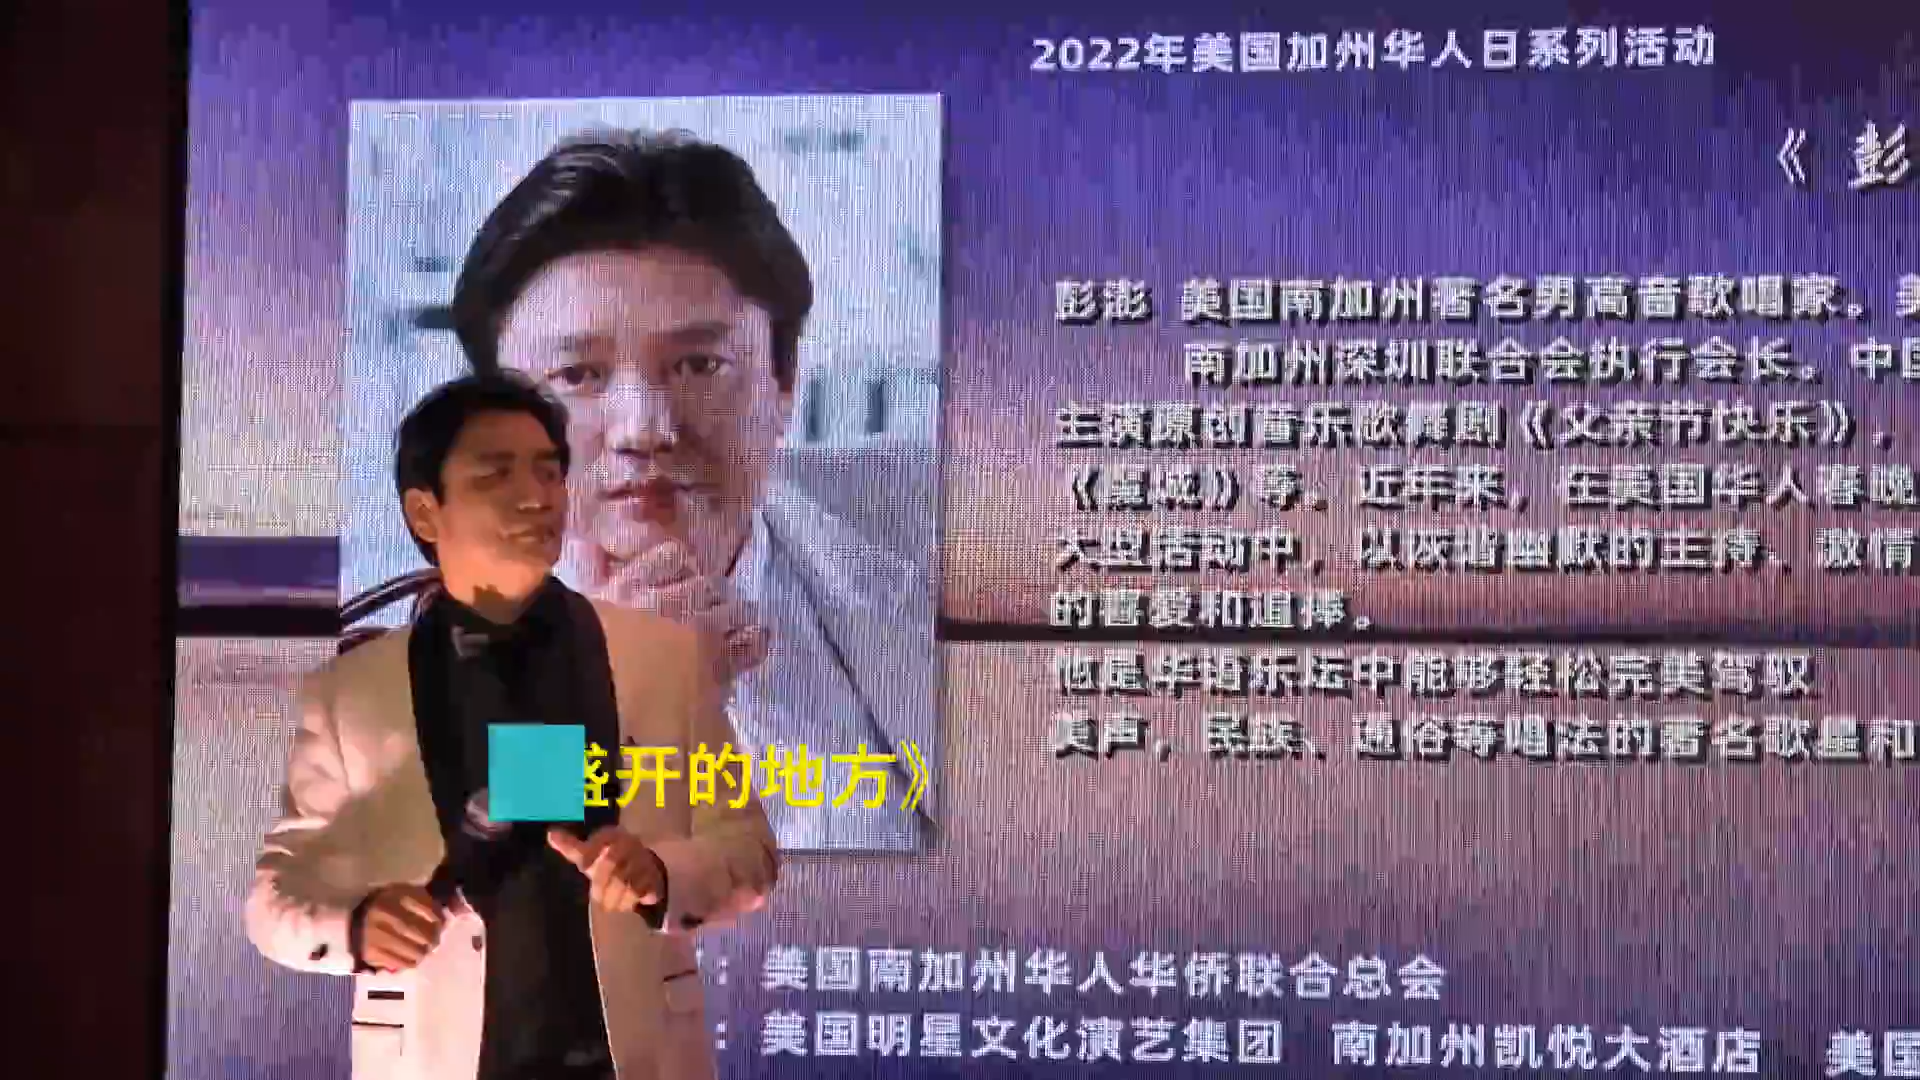 2022年美国加州华人日系列活动
《彭
彭澎 美国南加州著名男高音歌唱家。美
南加州深圳联合会执行会长。中国
主演原创音乐歌舞剧《父亲节快乐》，
《魔城》等。近年来，在美国华人春晚
大型活动中，以诙谐幽默的主持、激情
的喜爱和追捧。
他是华语乐坛中能够轻松完美驾驭
美声，民族、通俗等唱法的著名歌星和
盛开的地方》
：美国南加州华人华侨联合总会
：美国明星文化演艺集团 南加州凯悦大酒店 美国